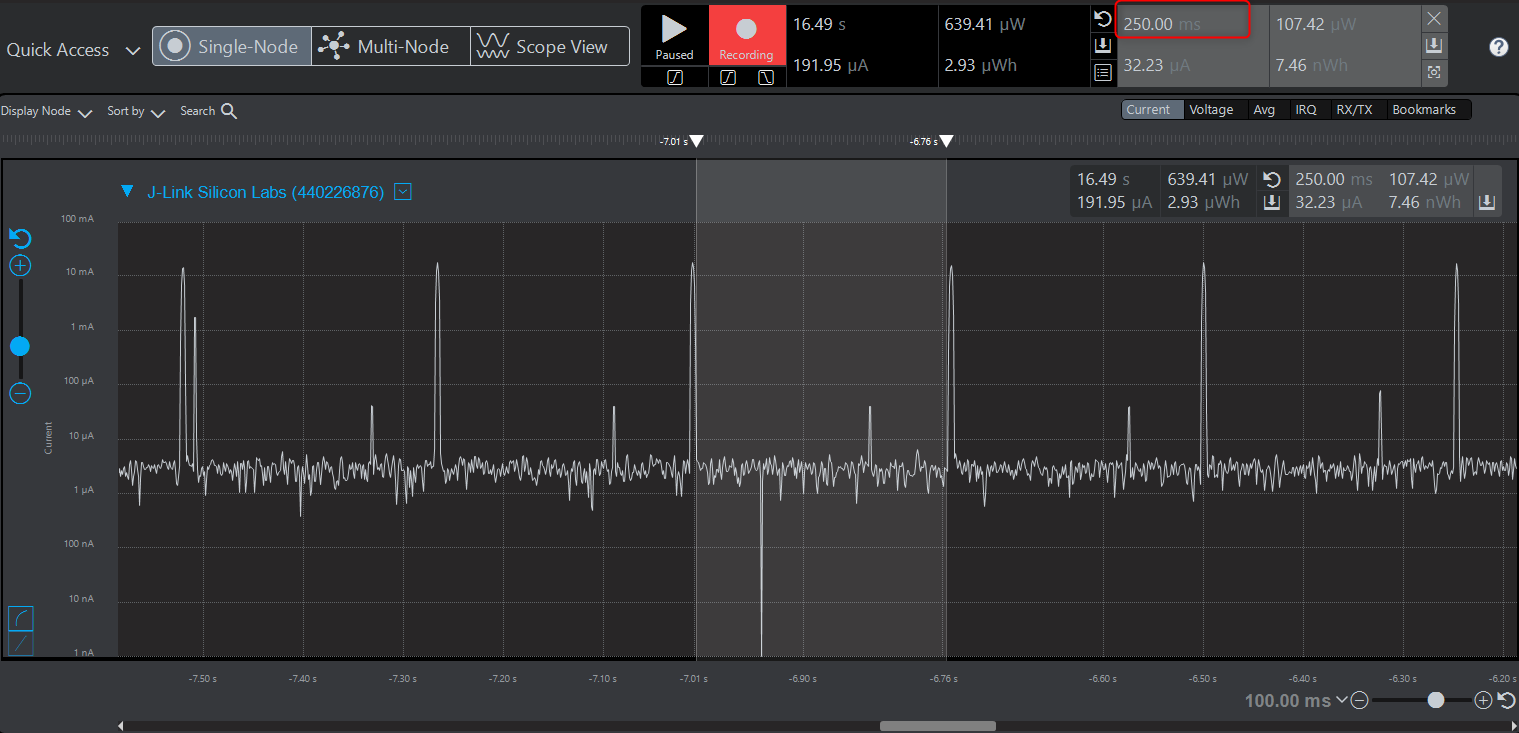 Quick Access
Single-Node
Multi-Node
Scope View
Paused
Recording
16.49 s
191.95 µA
639.41 µW
2.93 µWh
250.00 ms
32.23 µA
107.42 µW
7.46 nWh
?
Display Node
Sort by
Search
Current
Voltage
Avg
IRQ
RX/TX
Bookmarks
-7.01 s
-6.76 s
J-Link Silicon Labs (440226876)
16.49 s 639.41 µW 250.00 ms 107.42 µW
191.95 µA 2.93 µWh 32.23 µA 7.46 nWh
100 mA
10 mA
1 mA
100 µA
10 µA
1 µA
100 nA
10 nA
1 nA
Current
-7.50 s -7.40 s -7.30 s -7.20 s -7.10 s -7.01 s -6.90 s -6.76 s -6.60 s -6.50 s -6.40 s -6.30 s -6.20 s
100.00 ms